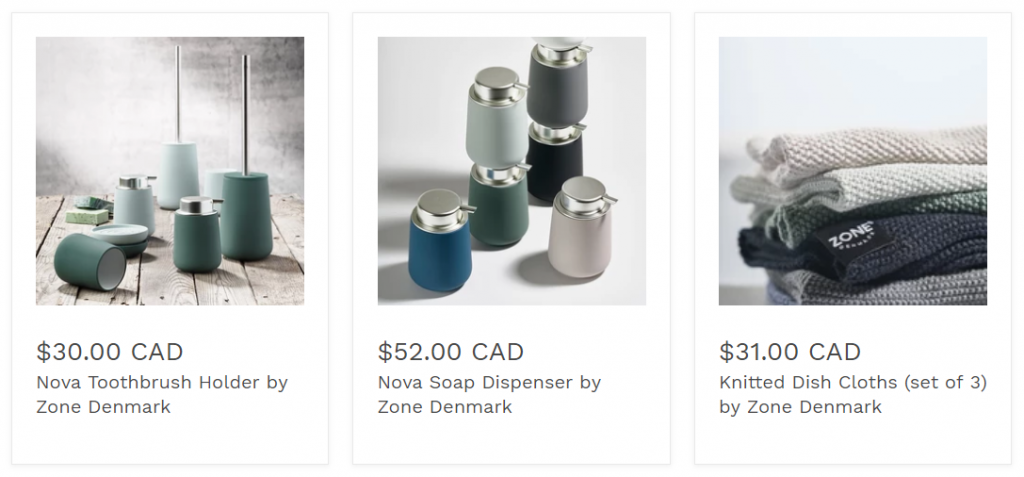 $30.00 CAD
Nova Toothbrush Holder by
Zone Denmark
$52.00 CAD
Nova Soap Dispenser by
Zone Denmark
ZONE
DENMARK
$31.00 CAD
Knitted Dish Cloths (set of 3)
by Zone Denmark